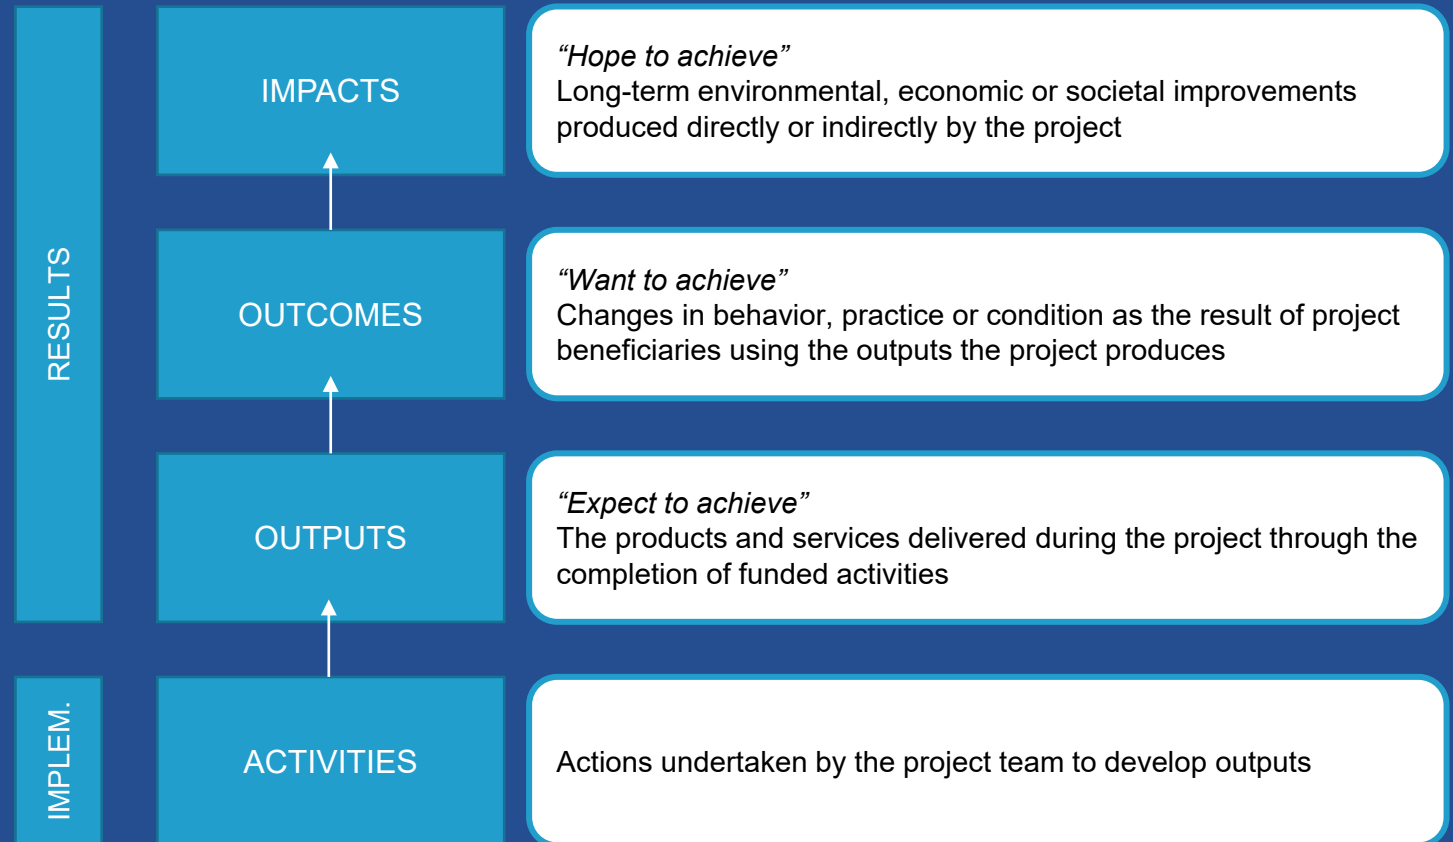 RESULTS
IMPACTS
“Hope to achieve”
Long-term environmental, economic or societal improvements
produced directly or indirectly by the project
OUTCOMES
“Want to achieve”
Changes in behavior, practice or condition as the result of project
beneficiaries using the outputs the project produces
OUTPUTS
“Expect to achieve”
The products and services delivered during the project through the
completion of funded activities
IMPLEM.
ACTIVITIES
Actions undertaken by the project team to develop outputs